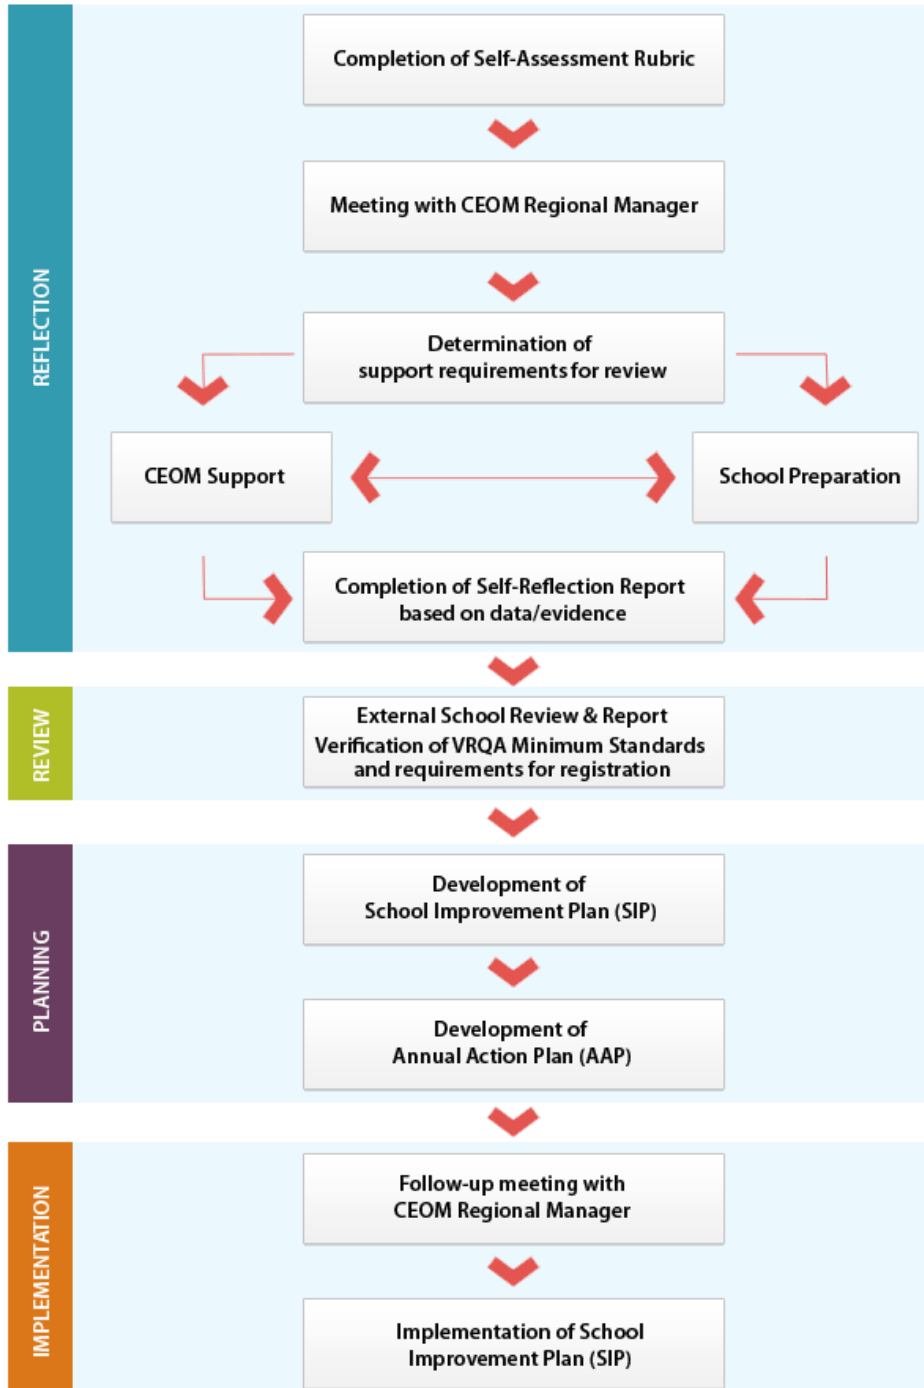 REFLECTION
Completion of Self-Assessment Rubric
Meeting with CEOM Regional Manager
Determination of
support requirements for review
CEOM Support
School Preparation
Completion of Self-Reflection Report
based on data/evidence
REVIEW
External School Review & Report
Verification of VRQA Minimum Standards
and requirements for registration
PLANNING
Development of
School Improvement Plan (SIP)
Development of
Annual Action Plan (AAP)
IMPLEMENTATION
Follow-up meeting with
CEOM Regional Manager
Implementation of School
Improvement Plan (SIP)